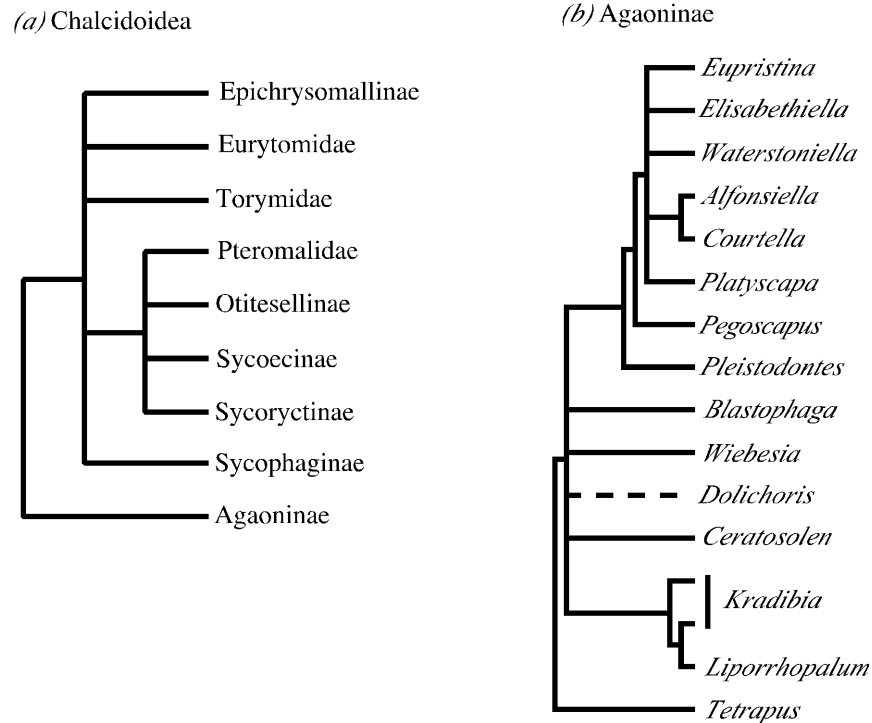 (a) Chalcidoidea
Epichrysomallinae
Eurytomidae
Torymidae
Pteromalidae
Otitesellinae
Sycoecinae
Sycoryctinae
Sycophaginae
Agaoninae
(b) Agaoninae
Eupristina
Elisabethiella
Waterstoniella
Alfonsiella
Courtella
Platyscapa
Pegoscapus
Pleistodontes
Blastophaga
Wiebesia
Dolichoris
Ceratosolen
Kradibia
Liporrhopalum
Tetrapus